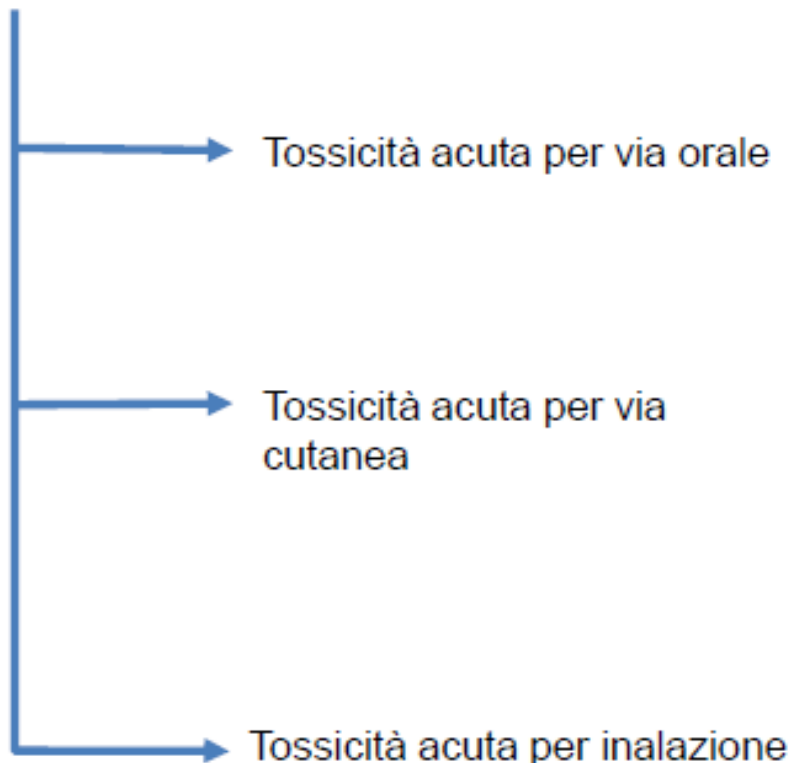 Tossicità acuta per via orale
Tossicità acuta per via
cutanea
Tossicità acuta per inalazione